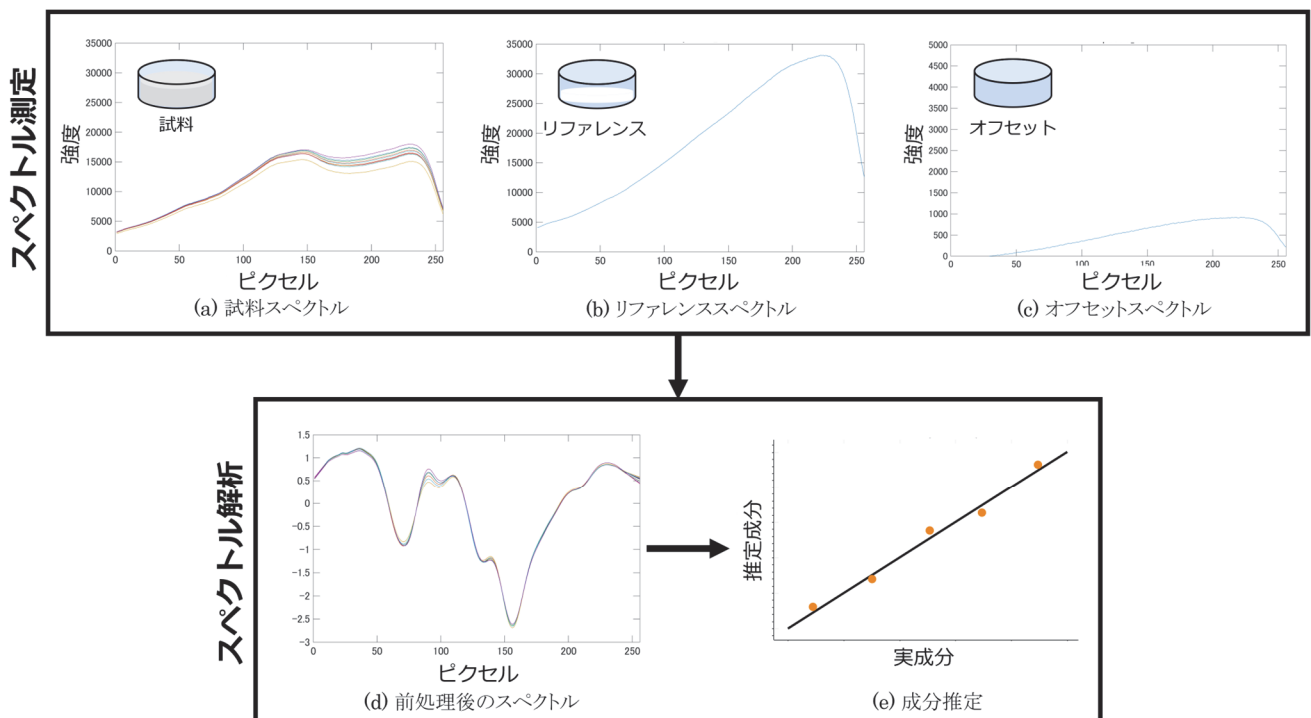 スペクトル測定
35000
30000
25000
20000
15000
10000
5000
0
強度
試料
0 50 100 150 200 250
ピクセル
(a) 試料スペクトル
35000
30000
25000
20000
15000
10000
5000
0
強度
リファレンス
0 50 100 150 200 250
ピクセル
(b) リファレンススペクトル
5000
4500
4000
3500
3000
2500
2000
1500
1000
500
0
強度
オフセット
0 50 100 150 200 250
ピクセル
(c) オフセットスペクトル
スペクトル解析
1.5
1
0.5
0
-0.5
-1
-1.5
-2
-2.5
-3
0 50 100 150 200 250
ピクセル
(d) 前処理後のスペクトル
推定成分
実成分
(e) 成分推定